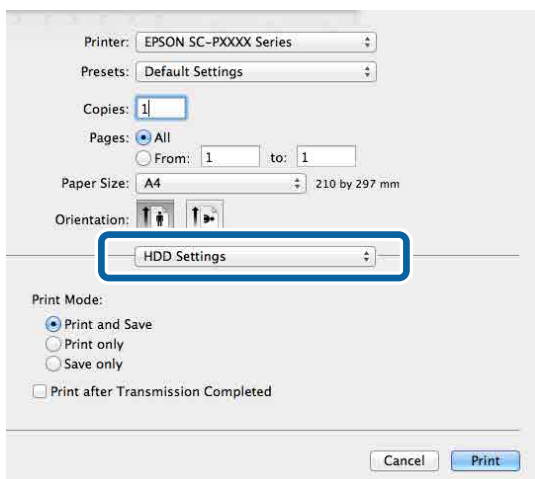 Printer: EPSON SC-PXXXX Series
Presets: Default Settings
Copies: 1
Pages: All
From: 1 to: 1
Paper Size: A4 210 by 297 mm
Orientation:
HDD Settings
Print Mode:
Print and Save
Print only
Save only
Print after Transmission Completed
Cancel Print